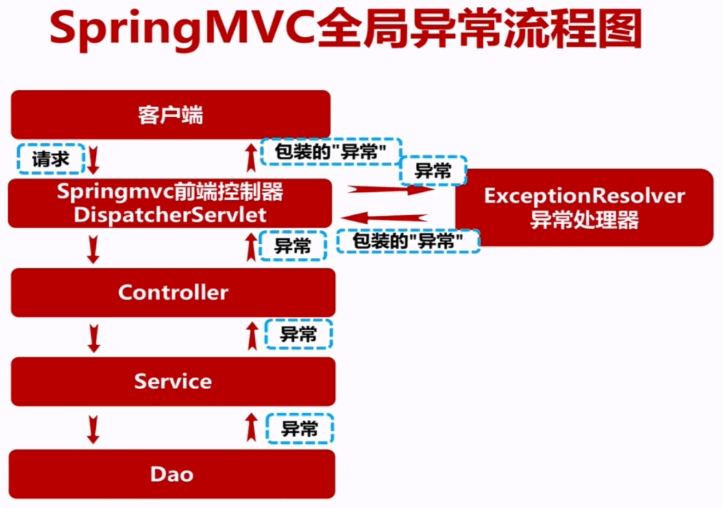 SpringMVC全局异常流程图
客户端
请求
包装的"异常"
异常
Springmvc前端控制器
DispatcherServlet
ExceptionResolver
异常处理器
包装的"异常"
异常
Controller
异常
Service
异常
Dao